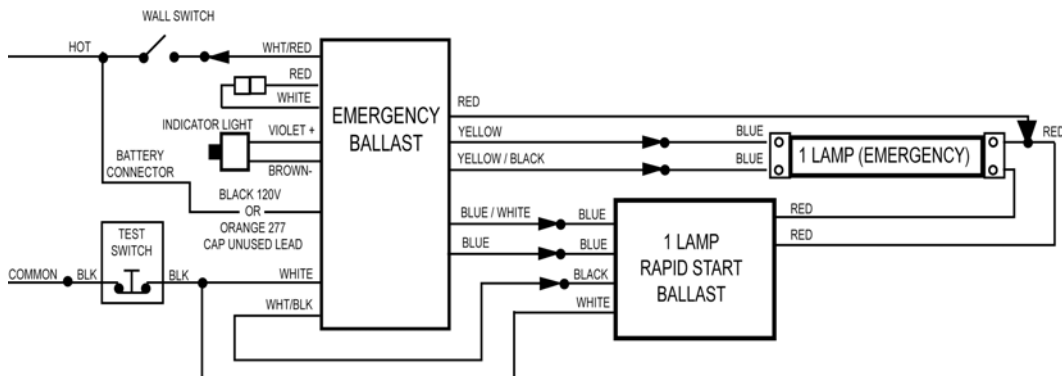 WALL SWITCH
HOT
WHT/RED
RED
WHITE
INDICATOR LIGHT
VIOLET +
BROWN-
BATTERY
CONNECTOR
BLACK 120V
OR
ORANGE 277
CAP UNUSED LEAD
TEST
SWITCH
COMMON
BLK
BLK
WHITE
WHT/BLK
EMERGENCY
BALLAST
RED
YELLOW
YELLOW / BLACK
BLUE / WHITE
BLUE
BLUE
BLUE
1 LAMP (EMERGENCY)
RED
BLUE
BLUE
BLACK
WHITE
1 LAMP
RAPID START
BALLAST
RED
RED